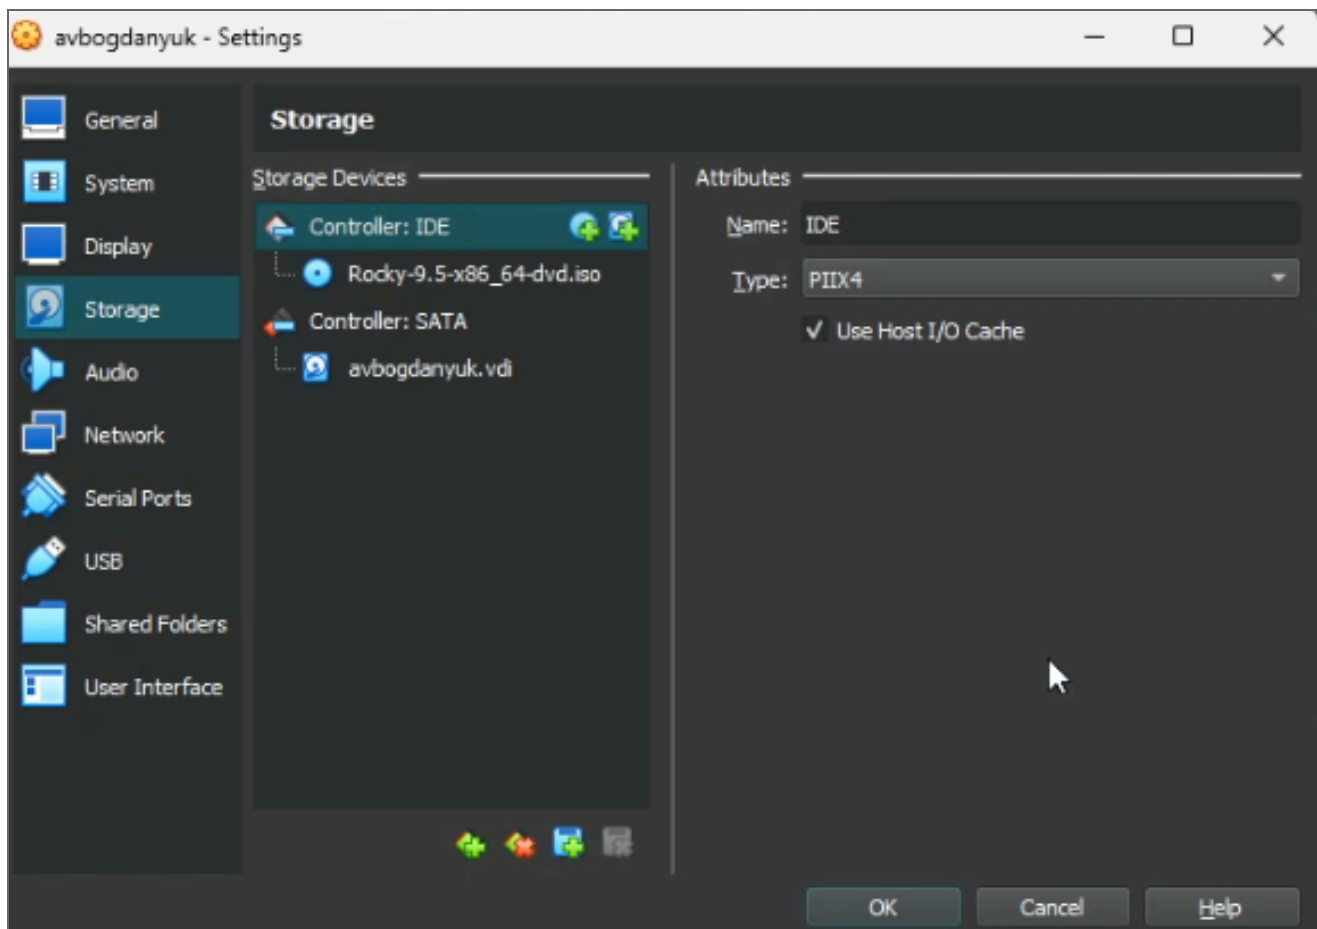 avbogdanyuk - Settings
General
System
Display
Storage
Audio
Network
Serial Ports
USB
Shared Folders
User Interface
Storage
Storage Devices
Controller: IDE
Rocky-9.5-x86_64-dvd.iso
Controller: SATA
avbogdanyuk.vdi
Attributes
Name: IDE
Type: PIIX4
Use Host I/O Cache
OK Cancel Help